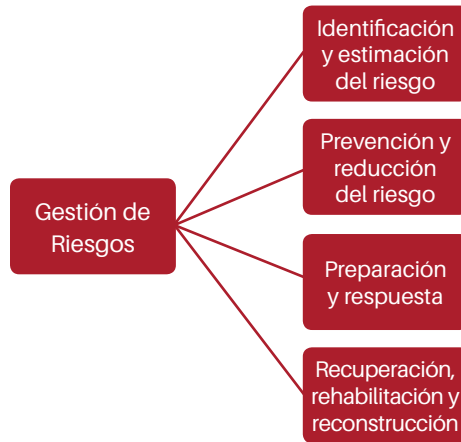 Identificación
y estimación
del riesgo
Prevención y
reducción
del riesgo
Gestión de
Riesgos
Preparación
y respuesta
Recuperación,
rehabilitación y
reconstrucción